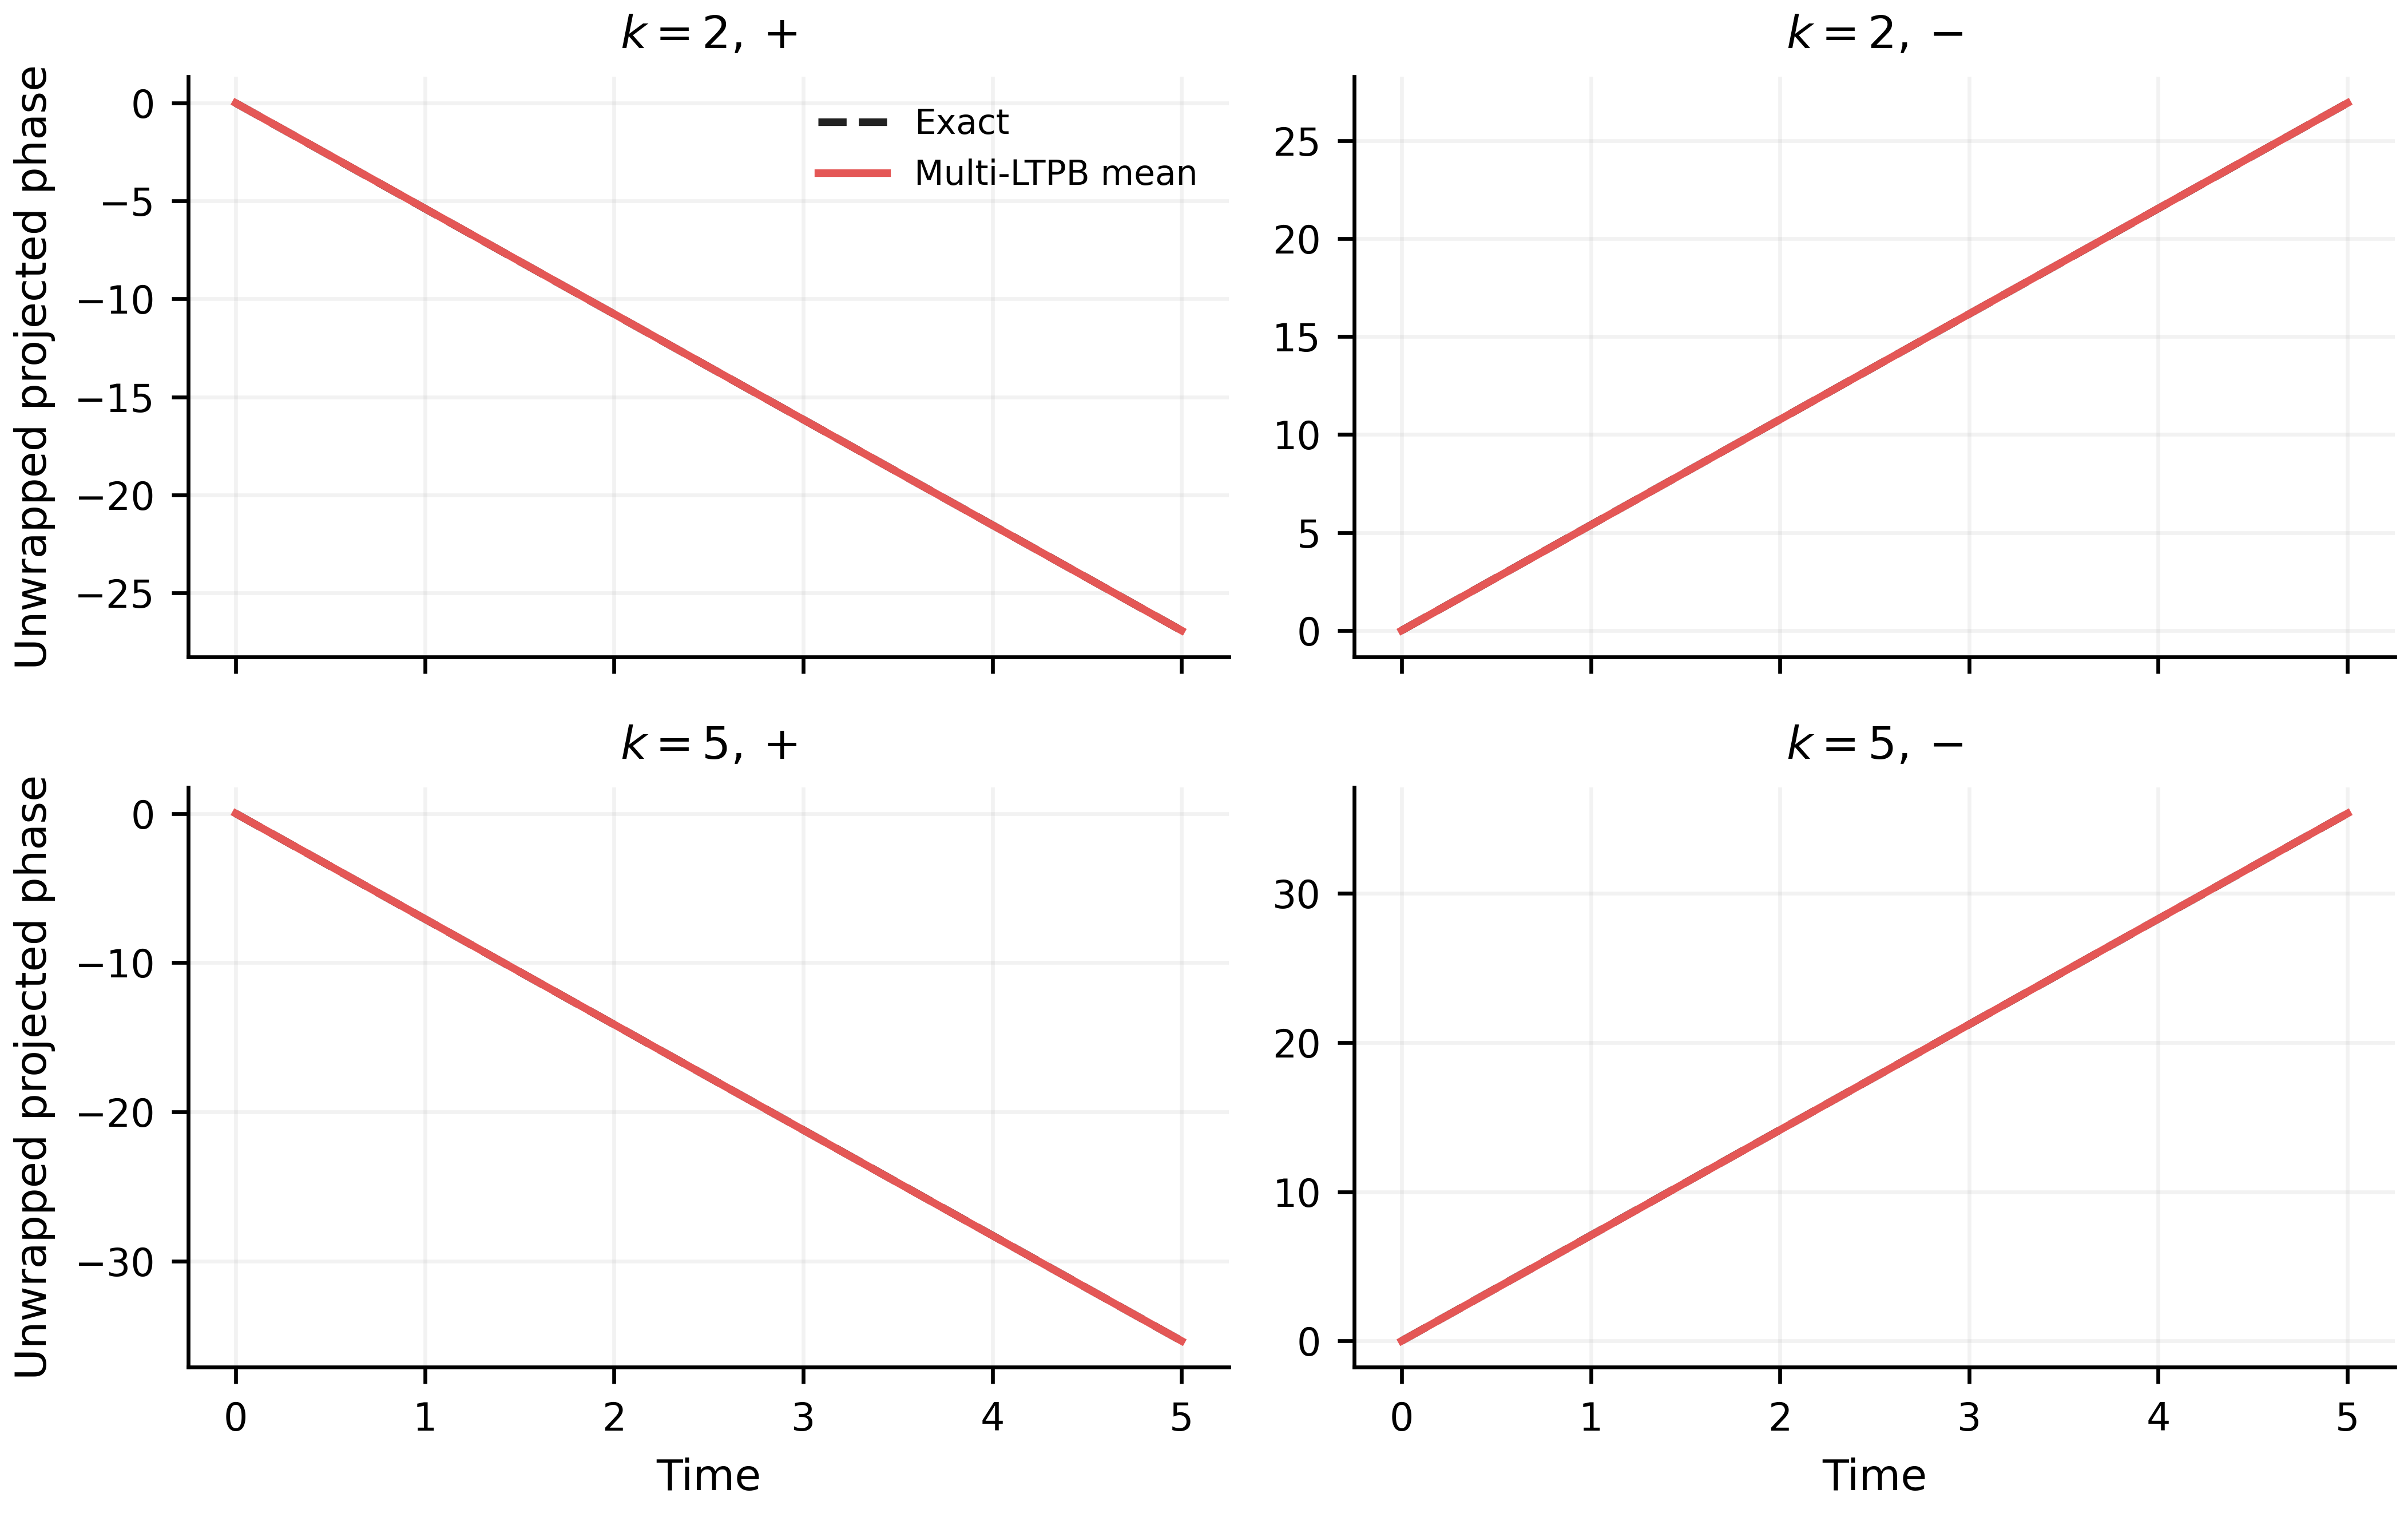 k = 2, +
Unwrapped projected phase
0
−5
−10
−15
−20
−25
Exact
Multi-LTPB mean
k = 2, −
25
20
15
10
5
0
k = 5, +
Unwrapped projected phase
0
−10
−20
−30
0 1 2 3 4 5
Time
k = 5, −
30
20
10
0
0 1 2 3 4 5
Time